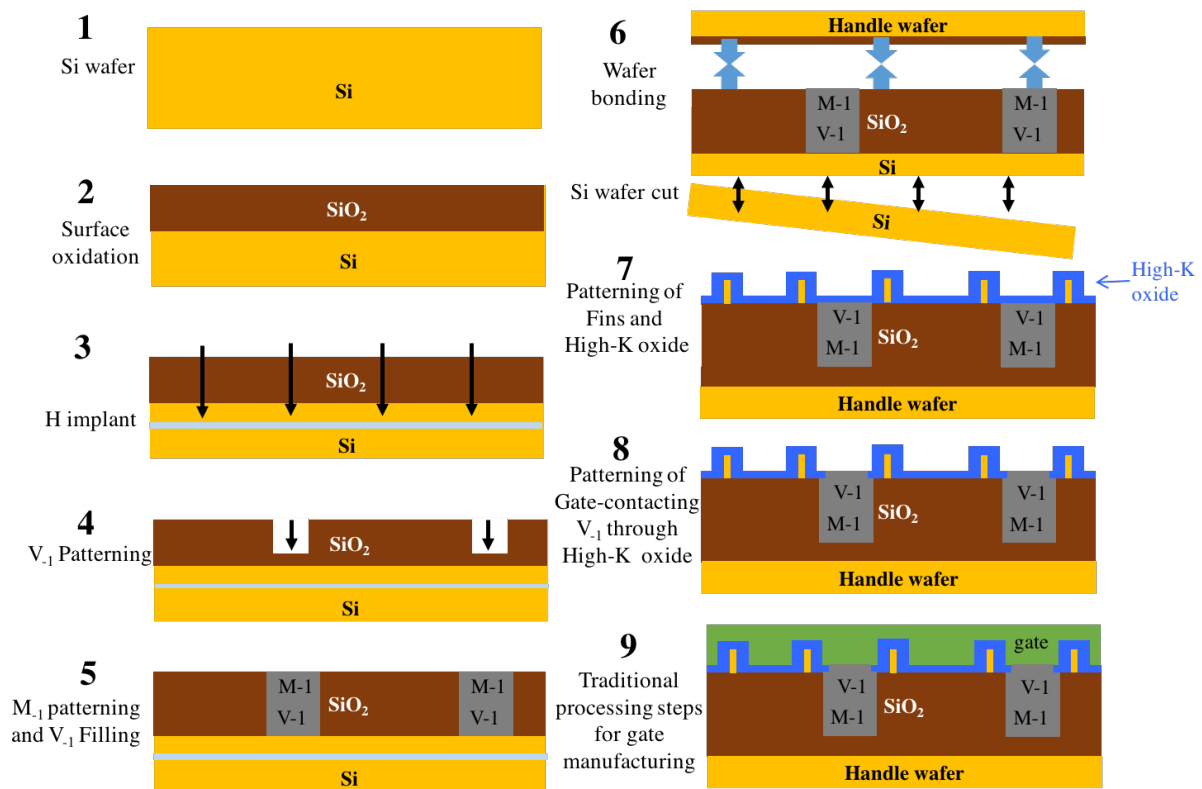 1
Si wafer
Si
2
Surface
oxidation
SiO₂
Si
3
H implant
SiO₂
Si
4
V₋₁ Patterning
SiO₂
Si
5
M₋₁ patterning
and V₋₁ Filling
M-1
V-1
SiO₂
M-1
V-1
Si
6
Wafer
bonding
Handle wafer
M-1
V-1
SiO₂
M-1
V-1
Si
Si wafer cut
Si
7
Patterning of
Fins and
High-K oxide
High-K
oxide
V-1
M-1
SiO₂
V-1
M-1
Handle wafer
8
Patterning of
Gate-contacting
V₋₁ through
High-K oxide
V-1
M-1
SiO₂
V-1
M-1
Handle wafer
9
Traditional
processing steps
for gate
manufacturing
gate
V-1
M-1
SiO₂
V-1
M-1
Handle wafer